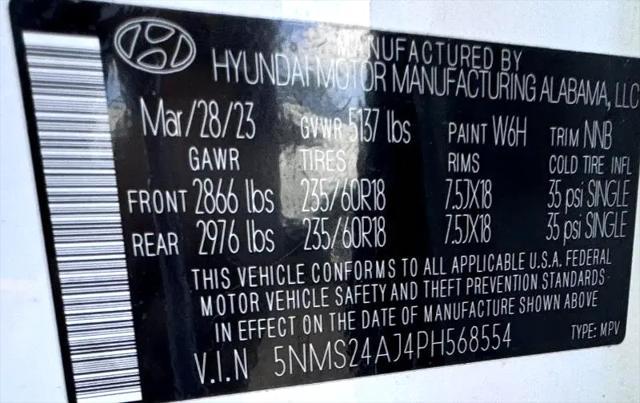 MANUFACTURED BY
HYUNDAI MOTOR MANUFACTURING ALABAMA, LLC
Mar/28/23 GVWR 5137 lbs PAINT W6H TRIM NNB
GAWR TIRES RIMS COLD TIRE INFL
FRONT 2866 lbs 235/60R18 7.5JX18 35 psi SINGLE
REAR 2976 lbs 235/60R18 7.5JX18 35 psi SINGLE
THIS VEHICLE CONFORMS TO ALL APPLICABLE U.S.A. FEDERAL
MOTOR VEHICLE SAFETY AND THEFT PREVENTION STANDARDS
IN EFFECT ON THE DATE OF MANUFACTURE SHOWN ABOVE
V.I.N 5NMS24AJ4PH568554 TYPE: MPV